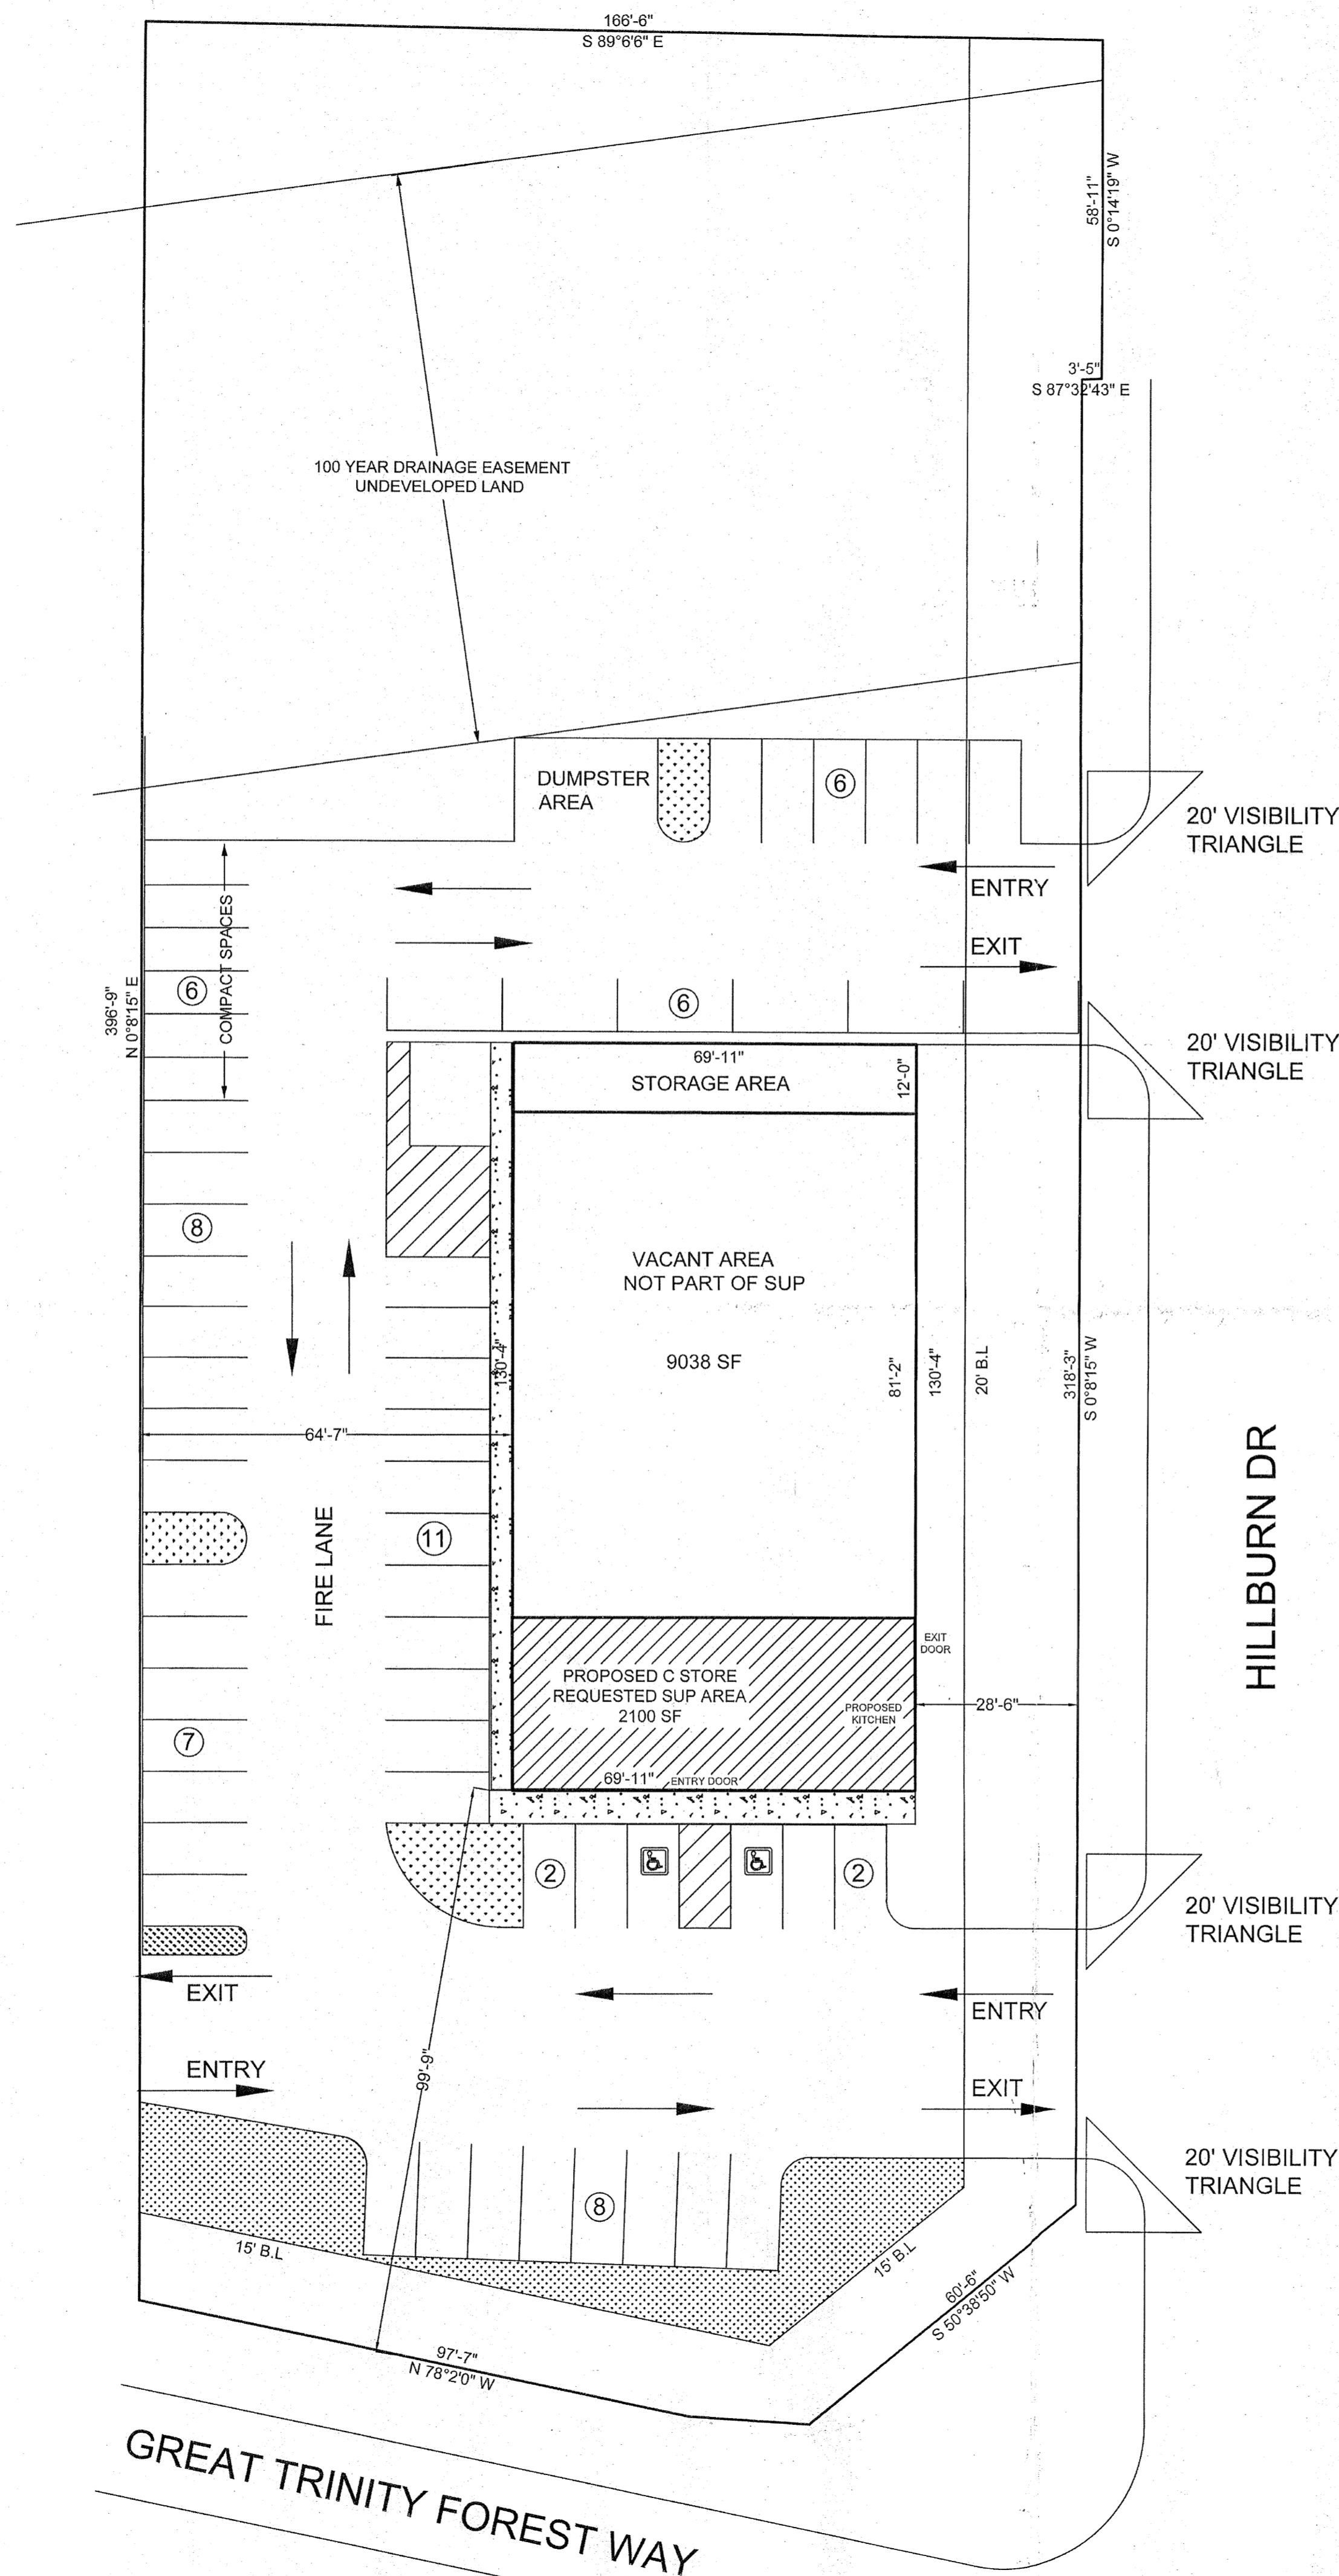 166'-6"
S 89°6'6" E
58'-11"
S 0°14'19" W
3'-5"
S 87°32'43" E
100 YEAR DRAINAGE EASEMENT
UNDEVELOPED LAND
DUMPSTER
AREA
6
20' VISIBILITY
TRIANGLE
ENTRY
EXIT
COMPACT SPACES
6
396'-9"
N 0°8'15" E
6
20' VISIBILITY
TRIANGLE
69'-11"
STORAGE AREA
12'-0"
8
VACANT AREA
NOT PART OF SUP
9038 SF
130'-4"
81'-2"
130'-4"
20' B.L
318'-3"
S 0°8'15" W
64'-7"
FIRE LANE
11
HILLBURN DR
EXIT
DOOR
PROPOSED C STORE
REQUESTED SUP AREA
2100 SF
PROPOSED
KITCHEN
28'-6"
7
69'-11"
ENTRY DOOR
2
2
20' VISIBILITY
TRIANGLE
EXIT
ENTRY
ENTRY
EXIT
99'-9"
20' VISIBILITY
TRIANGLE
8
15' B.L
15' B.L
60'-6"
S 50°38'50" W
97'-7"
N 78°2'0" W
GREAT TRINITY FOREST WAY